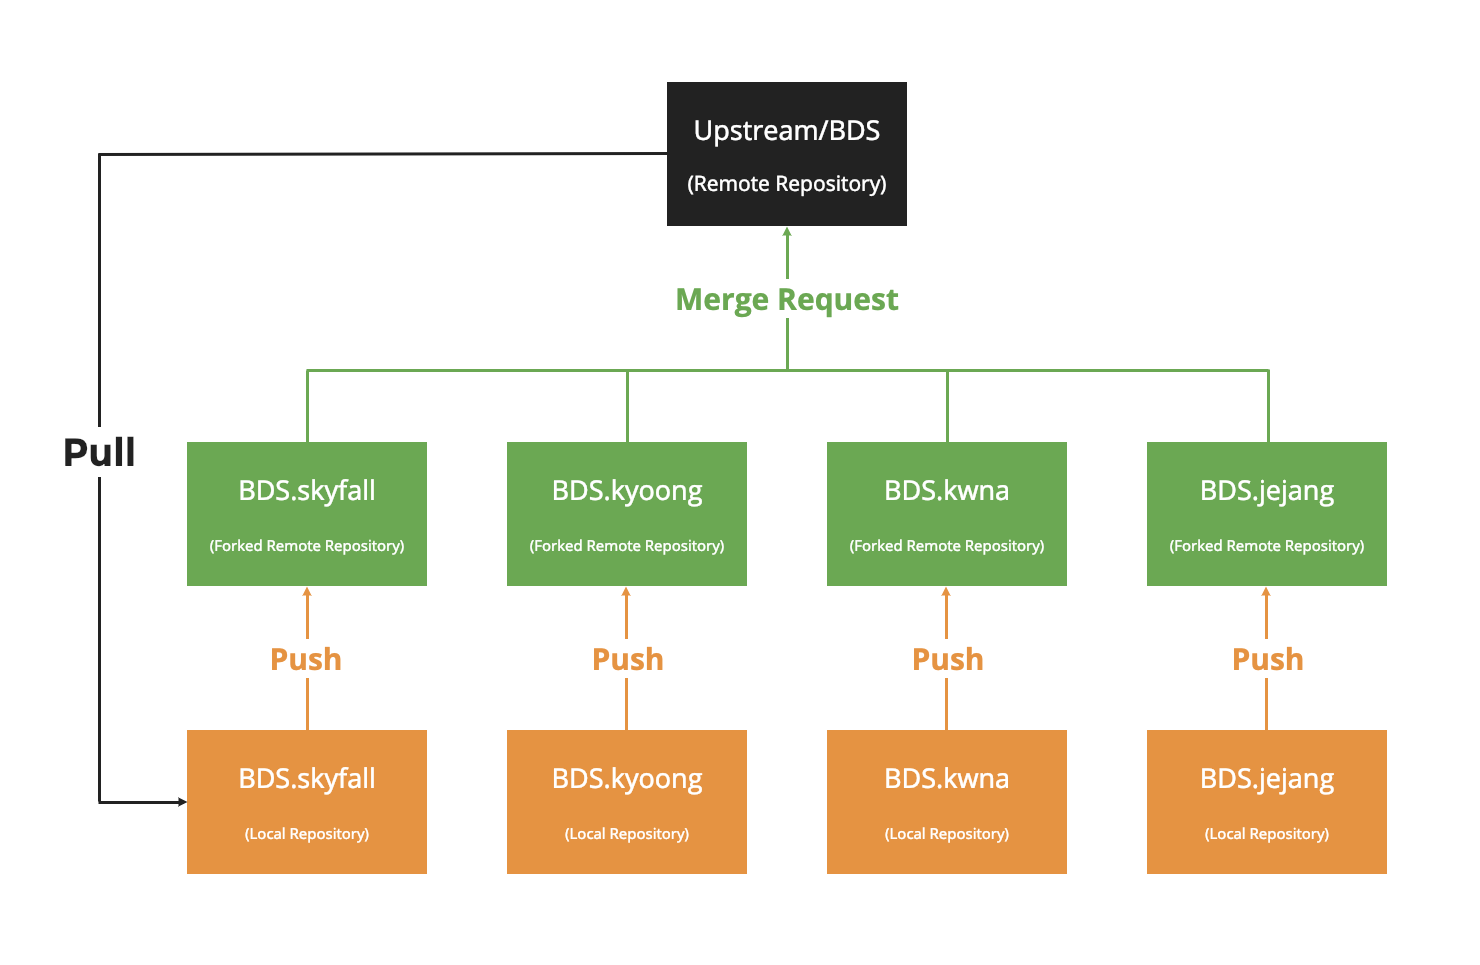 Upstream/BDS
(Remote Repository)
Merge Request
Pull
BDS.skyfall
(Forked Remote Repository)
BDS.kyoong
(Forked Remote Repository)
BDS.kwna
(Forked Remote Repository)
BDS.jejang
(Forked Remote Repository)
Push
Push
Push
Push
BDS.skyfall
(Local Repository)
BDS.kyoong
(Local Repository)
BDS.kwna
(Local Repository)
BDS.jejang
(Local Repository)